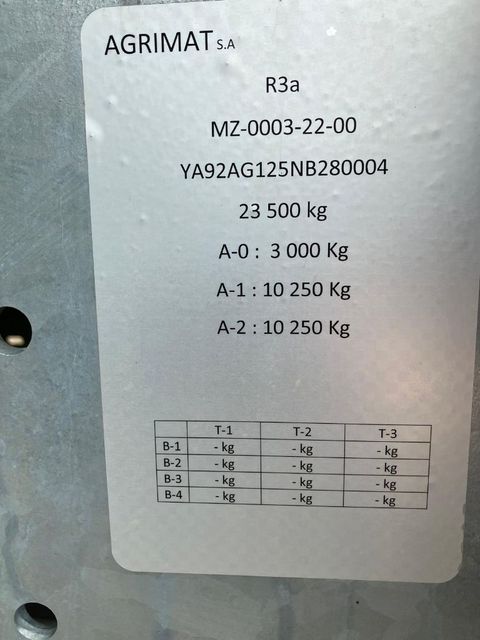 AGRIMAT S.A
R3a
MZ-0003-22-00
YA92AG125NB280004
23 500 kg
A-0 : 3 000 Kg
A-1 : 10 250 Kg
A-2 : 10 250 Kg
T-1 T-2 T-3
B-1 - kg - kg - kg
B-2 - kg - kg - kg
B-3 - kg - kg - kg
B-4 - kg - kg - kg